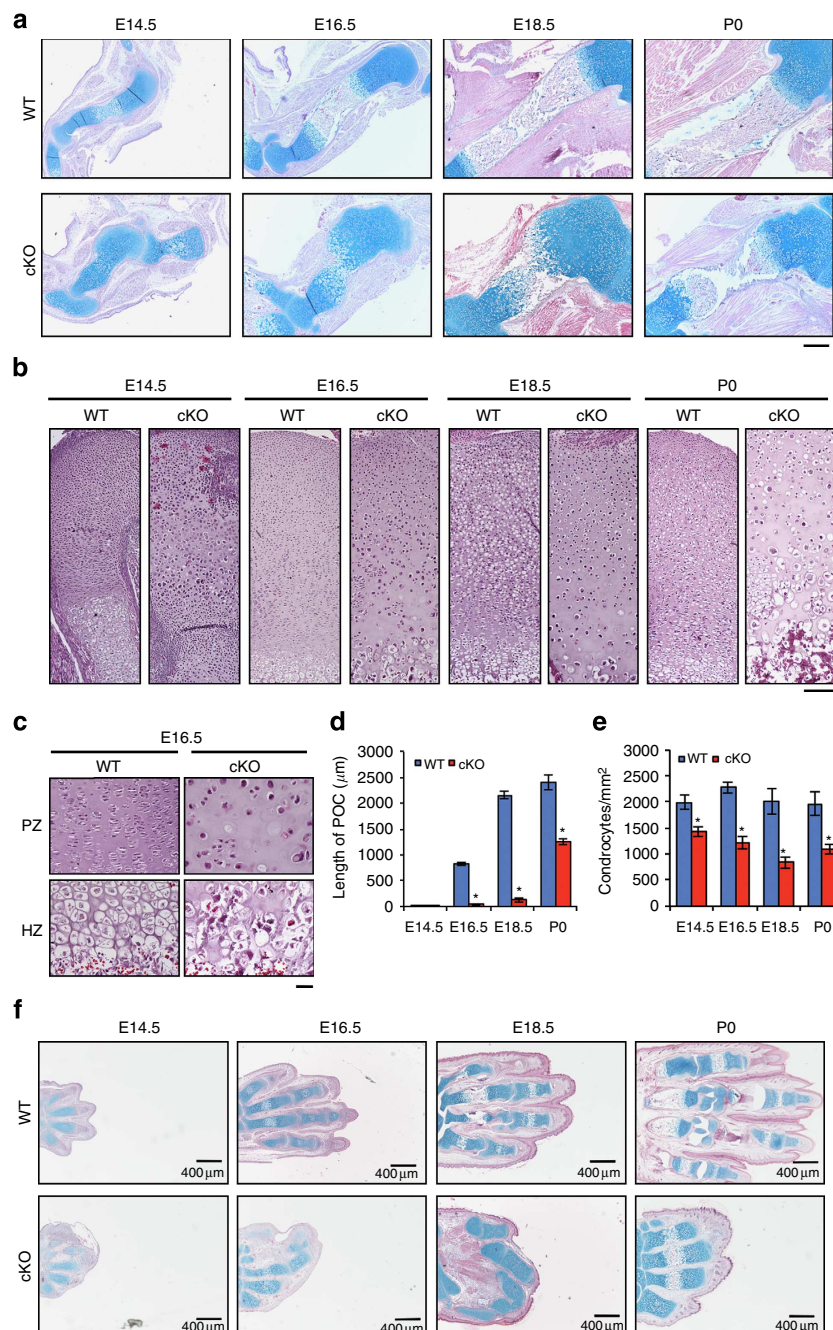 a
E14.5 E16.5 E18.5 P0
WT
cKO
b
E14.5 E16.5 E18.5 P0
WT cKO WT cKO WT cKO WT cKO
c
E16.5
WT cKO
PZ
HZ
d
Length of POC (μm)
3000
2500
2000
1500
1000
500
0
WT cKO
* * *
E14.5 E16.5 E18.5 P0
e
Condrocytes/mm²
3000
2500
2000
1500
1000
500
0
WT cKO
* * * *
E14.5 E16.5 E18.5 P0
f
E14.5 E16.5 E18.5 P0
WT
400 μm 400 μm 400 μm 400 μm
cKO
400 μm 400 μm 400 μm 400 μm